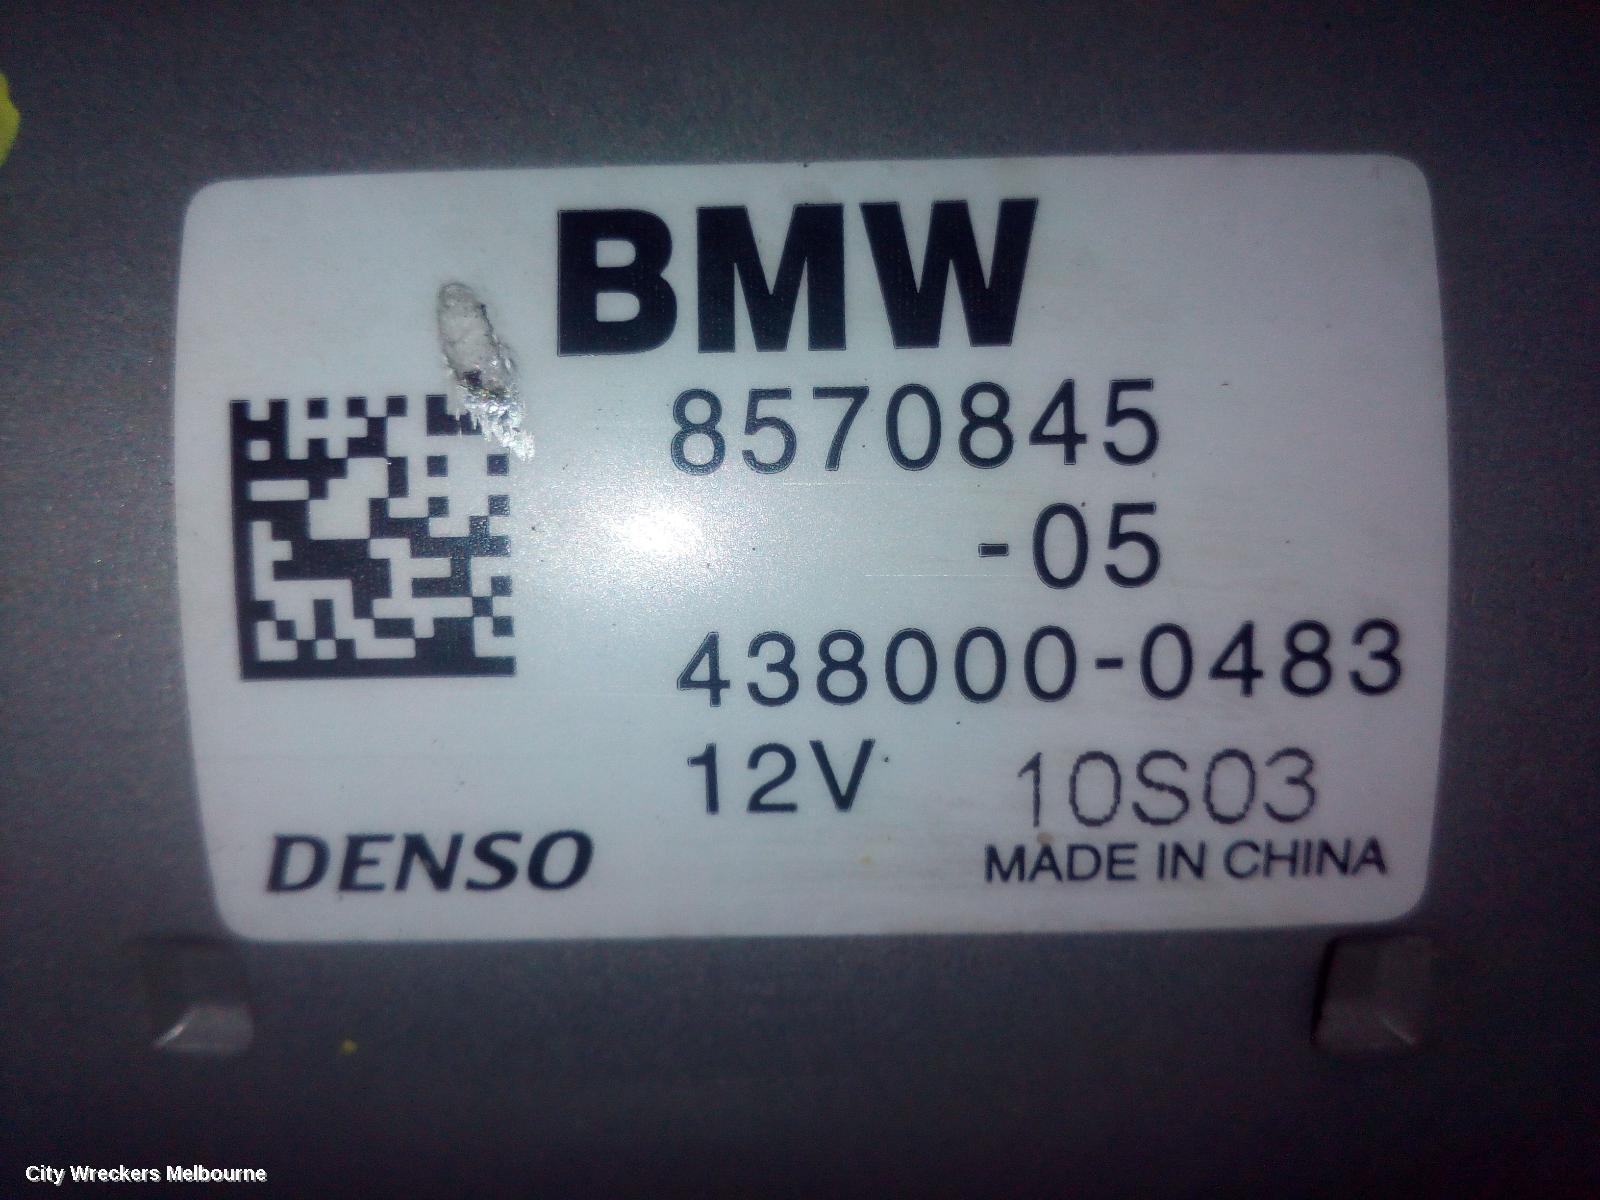 BMW
8570845
-05
438000-0483
12V 10S03
DENSO
MADE IN CHINA
City Wreckers Melbourne